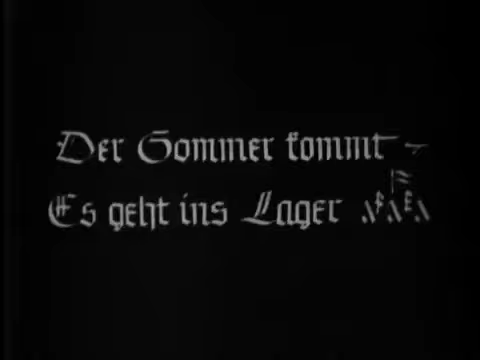 Der Sommer kommt –
Es geht ins Lager